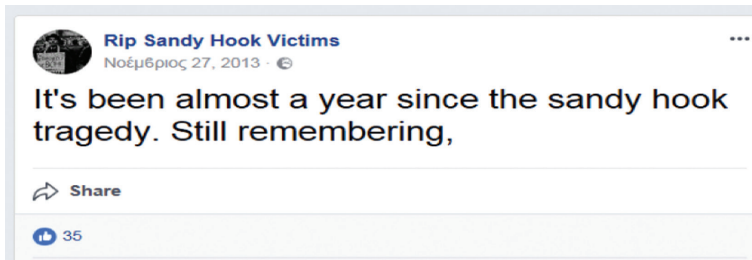 Rip Sandy Hook Victims
Νοέμβριος 27, 2013 ·
It's been almost a year since the sandy hook
tragedy. Still remembering,
Share
35